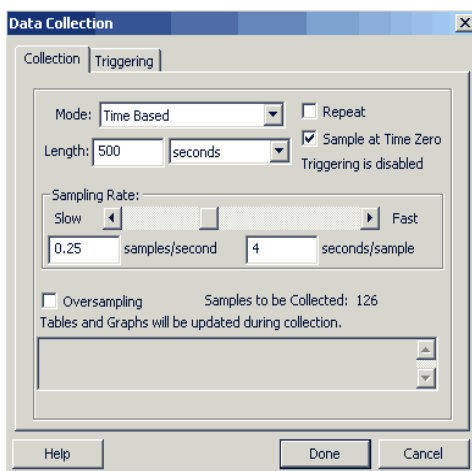 Data Collection
Collection Triggering
Mode: Time Based Repeat
Length: 500 seconds Sample at Time Zero
Triggering is disabled
Sampling Rate:
Slow Fast
0.25 samples/second 4 seconds/sample
Oversampling Samples to be Collected: 126
Tables and Graphs will be updated during collection.
Help Done Cancel